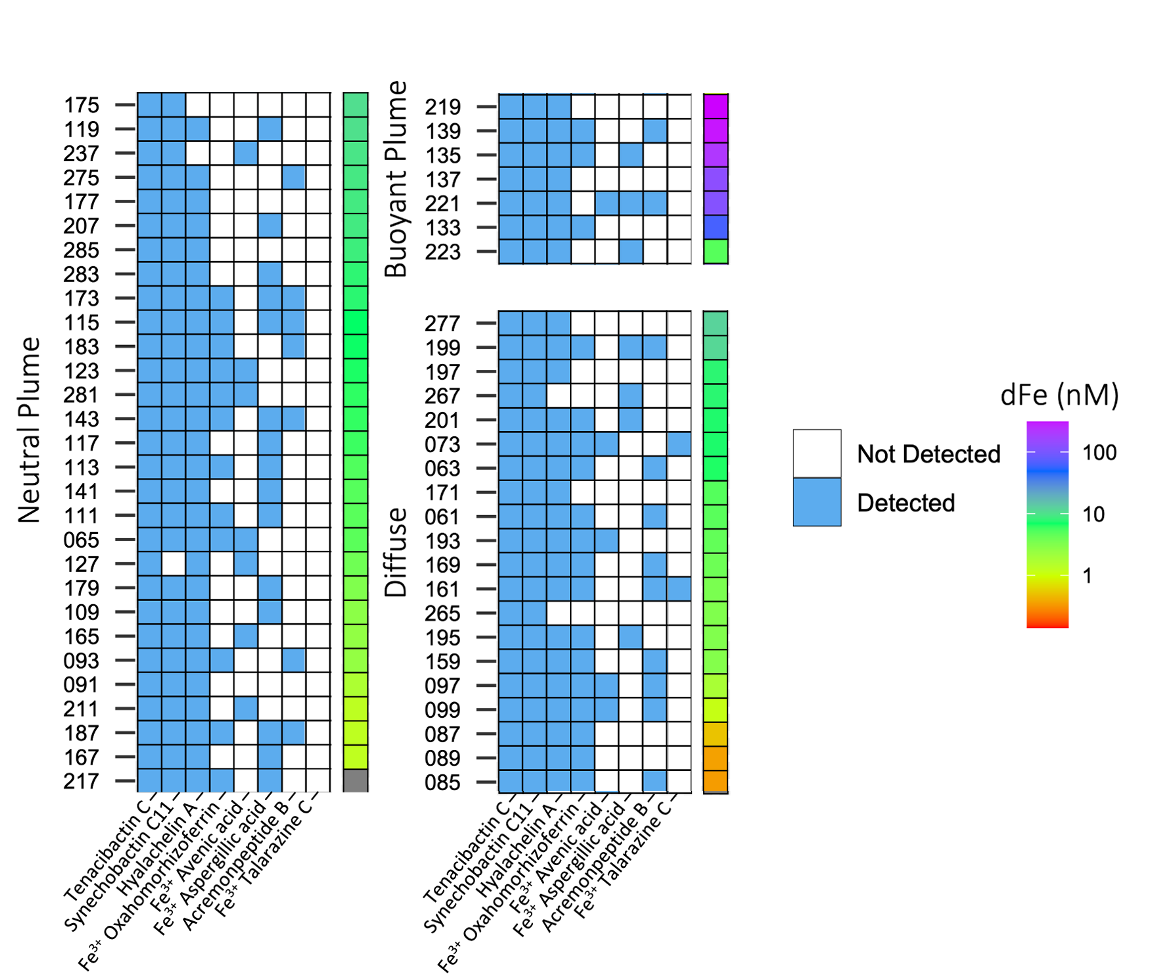 Neutral Plume
175
119
237
275
177
207
285
283
173
115
183
123
281
143
117
113
141
111
065
127
179
109
165
093
091
211
187
167
217
Tenacibactin C
Synechobactin C11
Hyalachelin A
Fe3+ Oxahamorhizoferrin
Fe3+ Avenic acid
Fe3+ Aspergillic acid
Acremonpeptide B
Fe3+ Talarazine C
Buoyant Plume
219
139
135
137
221
133
223
Diffuse
277
199
197
267
201
073
063
171
061
193
169
161
265
195
159
097
099
087
089
085
Tenacibactin C
Synechobactin C11
Hyalachelin A
Fe3+ Oxahamorhizoferrin
Fe3+ Avenic acid
Fe3+ Aspergillic acid
Acremonpeptide B
Fe3+ Talarazine C
Not Detected
Detected
dFe (nM)
100
10
1